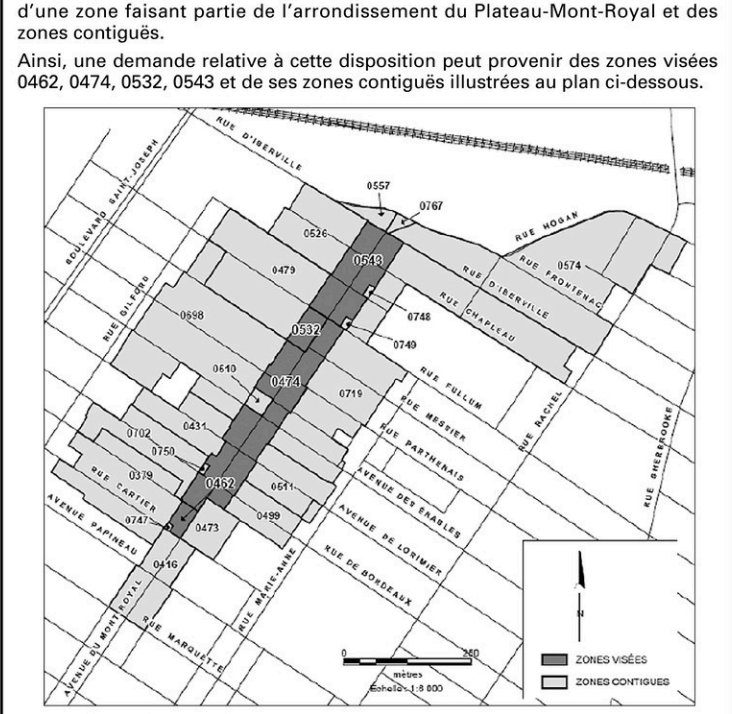 d'une zone faisant partie de l'arrondissement du Plateau-Mont-Royal et des
zones contiguës.
Ainsi, une demande relative à cette disposition peut provenir des zones visées
0462, 0474, 0532, 0543 et de ses zones contiguës illustrées au plan ci-dessous.
RUE D'IBERVILLE
BOULEVARD SAINT-JOSEPH
0557
0767
RUE HOGAN
0526
0543
0574
RUE FRONTENAC
0479
RUE D'IBERVILLE
RUE GILFORD
RUE CHAPLEAU
0748
0698
0532
0749
0610
0474
0719
RUE FULLUM
RUE MESSIER
RUE RACHEL
RUE SHERBROOKE
0702
0431
RUE PARTHENAIS
0750
0379
0462
0511
AVENUE DES ÉRABLES
RUE CARTIER
0499
AVENUE PAPINEAU
0747
0473
AVENUE DE LORIMIER
0416
RUE DE BORDEAUX
RUE MARIE-ANNE
AVENUE DU MONT-ROYAL
RUE MARQUETTE
N
0 250
mètres
Échelle : 1:6 000
ZONES VISÉES
ZONES CONTIGUES